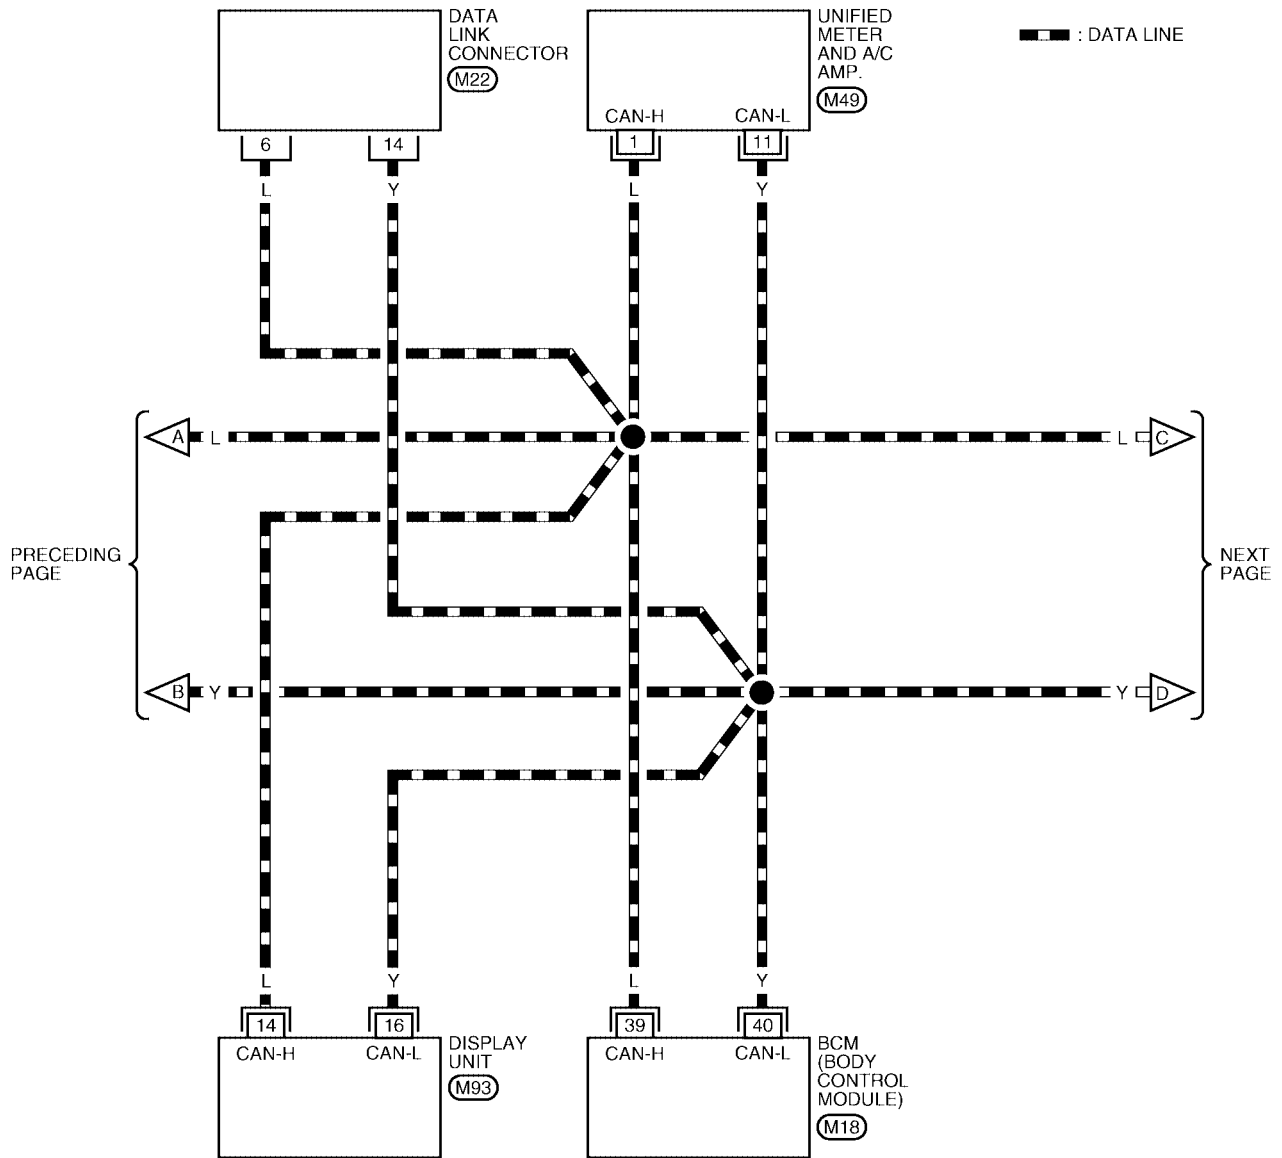 DATA
LINK
CONNECTOR
M22
UNIFIED
METER
AND A/C
AMP.
M49
: DATA LINE
CAN-H
CAN-L
6
14
1
11
L
Y
L
Y
A
L
L
C
PRECEDING
PAGE
NEXT
PAGE
B
Y
Y
D
L
Y
L
Y
14
16
39
40
CAN-H
CAN-L
DISPLAY
UNIT
M93
CAN-H
CAN-L
BCM
(BODY
CONTROL
MODULE)
M18